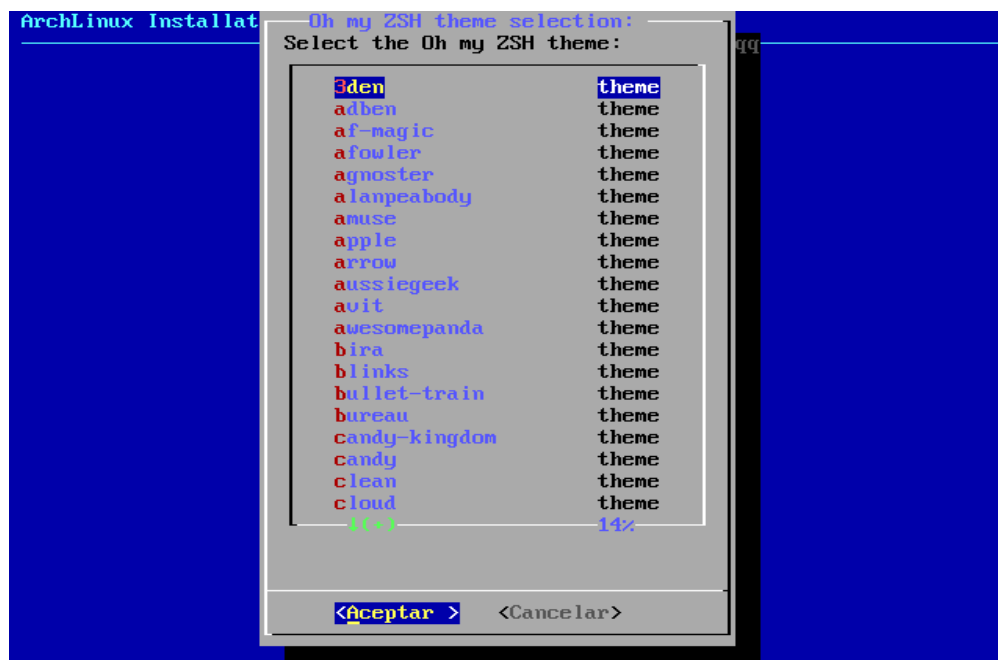 ArchLinux Installat
Oh my ZSH theme selection:
Select the Oh my ZSH theme:
qq
3den theme
adben theme
af-magic theme
afowler theme
agnoster theme
alanpeabody theme
amuse theme
apple theme
arrow theme
aussiegeek theme
avit theme
awesomepanda theme
bira theme
blinks theme
bullet-train theme
bureau theme
candy-kingdom theme
candy theme
clean theme
cloud theme
↓(+) 14%
<Aceptar > <Cancelar>